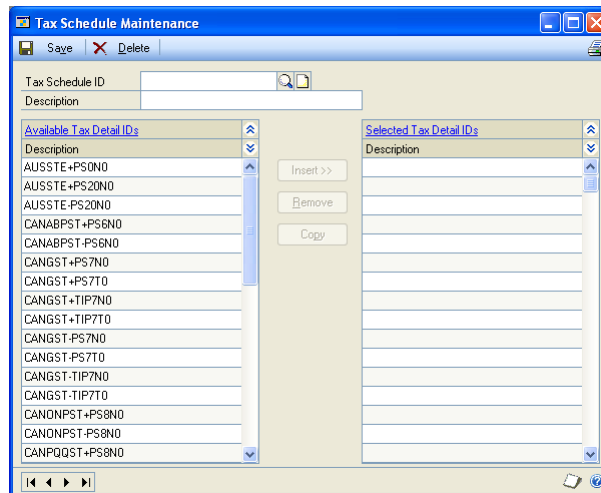 Tax Schedule Maintenance
Save Delete
Tax Schedule ID
Description
Available Tax Detail IDs
Description
AUSSTE+PS0N0
AUSSTE+PS20N0
AUSSTE-PS20N0
CANABPST+PS6N0
CANABPST-PS6N0
CANGST+PS7N0
CANGST+PS7T0
CANGST+TIP7N0
CANGST+TIP7T0
CANGST-PS7N0
CANGST-PS7T0
CANGST-TIP7N0
CANGST-TIP7T0
CANONPST+PS8N0
CANONPST-PS8N0
CANPQQST+PS8N0
Insert >>
Remove
Copy
Selected Tax Detail IDs
Description